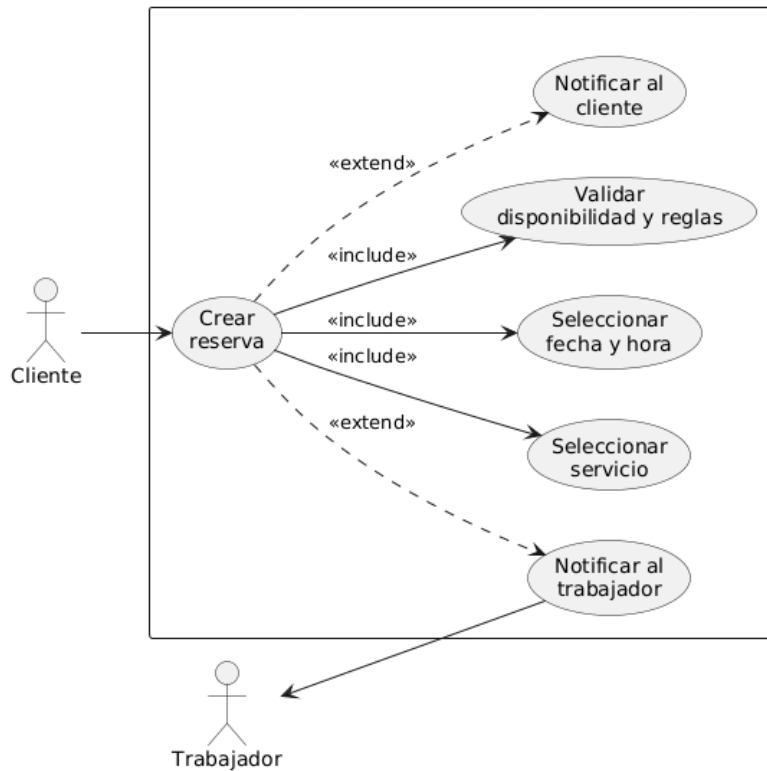 Notificar al
cliente
«extend»
Validar
disponibilidad y reglas
«include»
Crear
reserva
«include»
Seleccionar
fecha y hora
«include»
Cliente
«extend»
Seleccionar
servicio
Notificar al
trabajador
Trabajador